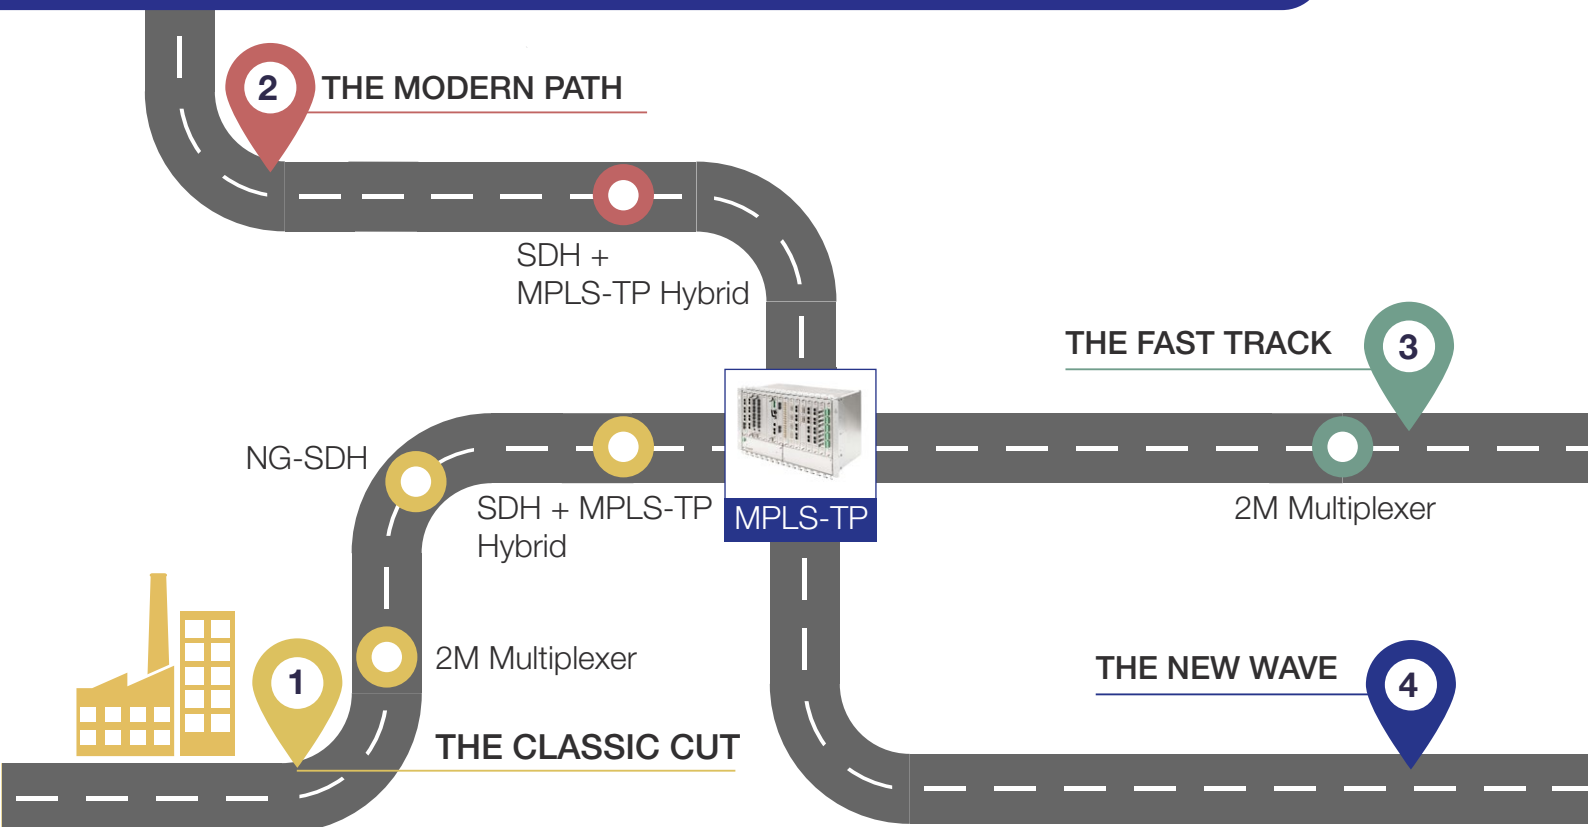 2
THE MODERN PATH
SDH +
MPLS-TP Hybrid
THE FAST TRACK
3
NG-SDH
SDH + MPLS-TP
Hybrid
MPLS-TP
2M Multiplexer
2M Multiplexer
1
THE CLASSIC CUT
THE NEW WAVE
4